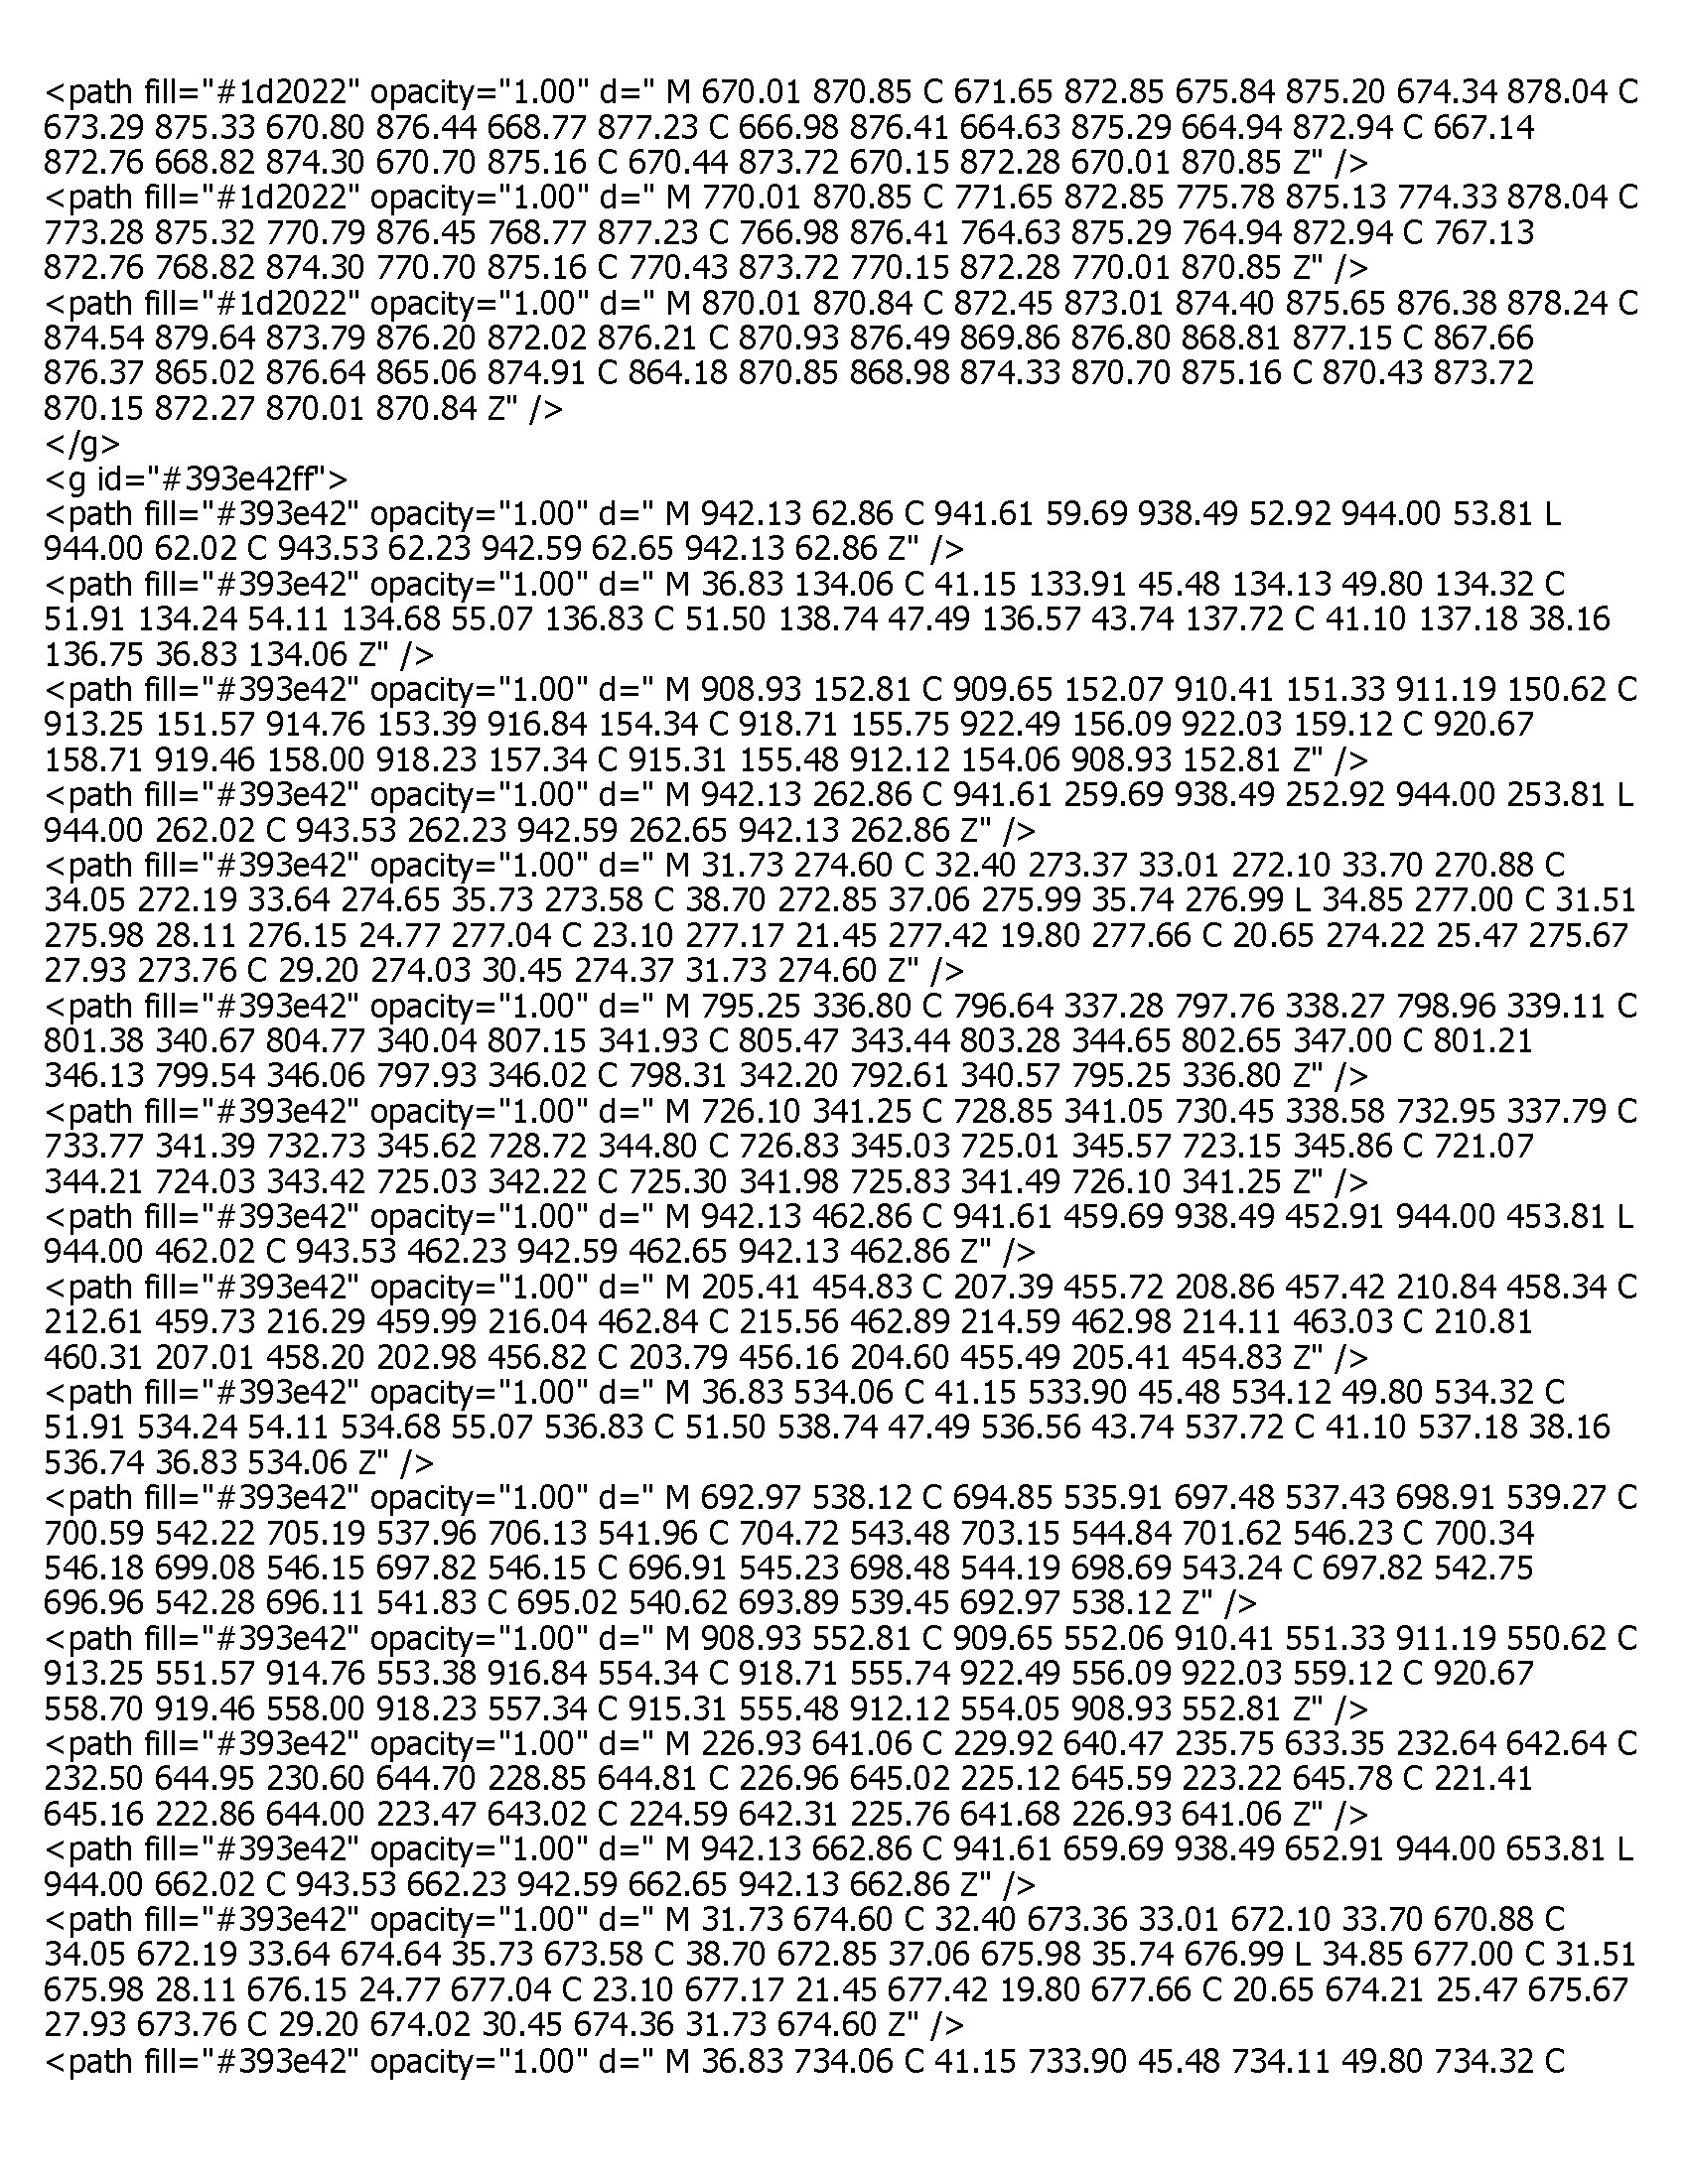 <path fill="#1d2022" opacity="1.00" d=" M 670.01 870.85 C 671.65 872.85 675.84 875.20 674.34 878.04 C
673.29 875.33 670.80 876.44 668.77 877.23 C 666.98 876.41 664.63 875.29 664.94 872.94 C 667.14
872.76 668.82 874.30 670.70 875.16 C 670.44 873.72 670.15 872.28 670.01 870.85 Z" />
<path fill="#1d2022" opacity="1.00" d=" M 770.01 870.85 C 771.65 872.85 775.78 875.13 774.33 878.04 C
773.28 875.32 770.79 876.45 768.77 877.23 C 766.98 876.41 764.63 875.29 764.94 872.94 C 767.13
872.76 768.82 874.30 770.70 875.16 C 770.43 873.72 770.15 872.28 770.01 870.85 Z" />
<path fill="#1d2022" opacity="1.00" d=" M 870.01 870.84 C 872.45 873.01 874.40 875.65 876.38 878.24 C
874.54 879.64 873.79 876.20 872.02 876.21 C 870.93 876.49 869.86 876.80 868.81 877.15 C 867.66
876.37 865.02 876.64 865.06 874.91 C 864.18 870.85 868.98 874.33 870.70 875.16 C 870.43 873.72
870.15 872.27 870.01 870.84 Z" />
</g>
<g id="#393e42ff">
<path fill="#393e42" opacity="1.00" d=" M 942.13 62.86 C 941.61 59.69 938.49 52.92 944.00 53.81 L
944.00 62.02 C 943.53 62.23 942.59 62.65 942.13 62.86 Z" />
<path fill="#393e42" opacity="1.00" d=" M 36.83 134.06 C 41.15 133.91 45.48 134.13 49.80 134.32 C
51.91 134.24 54.11 134.68 55.07 136.83 C 51.50 138.74 47.49 136.57 43.74 137.72 C 41.10 137.18 38.16
136.75 36.83 134.06 Z" />
<path fill="#393e42" opacity="1.00" d=" M 908.93 152.81 C 909.65 152.07 910.41 151.33 911.19 150.62 C
913.25 151.57 914.76 153.39 916.84 154.34 C 918.71 155.75 922.49 156.09 922.03 159.12 C 920.67
158.71 919.46 158.00 918.23 157.34 C 915.31 155.48 912.12 154.06 908.93 152.81 Z" />
<path fill="#393e42" opacity="1.00" d=" M 942.13 262.86 C 941.61 259.69 938.49 252.92 944.00 253.81 L
944.00 262.02 C 943.53 262.23 942.59 262.65 942.13 262.86 Z" />
<path fill="#393e42" opacity="1.00" d=" M 31.73 274.60 C 32.40 273.37 33.01 272.10 33.70 270.88 C
34.05 272.19 33.64 274.65 35.73 273.58 C 38.70 272.85 37.06 275.99 35.74 276.99 L 34.85 277.00 C 31.51
275.98 28.11 276.15 24.77 277.04 C 23.10 277.17 21.45 277.42 19.80 277.66 C 20.65 274.22 25.47 275.67
27.93 273.76 C 29.20 274.03 30.45 274.37 31.73 274.60 Z" />
<path fill="#393e42" opacity="1.00" d=" M 795.25 336.80 C 796.64 337.28 797.76 338.27 798.96 339.11 C
801.38 340.67 804.77 340.04 807.15 341.93 C 805.47 343.44 803.28 344.65 802.65 347.00 C 801.21
346.13 799.54 346.06 797.93 346.02 C 798.31 342.20 792.61 340.57 795.25 336.80 Z" />
<path fill="#393e42" opacity="1.00" d=" M 726.10 341.25 C 728.85 341.05 730.45 338.58 732.95 337.79 C
733.77 341.39 732.73 345.62 728.72 344.80 C 726.83 345.03 725.01 345.57 723.15 345.86 C 721.07
344.21 724.03 343.42 725.03 342.22 C 725.30 341.98 725.83 341.49 726.10 341.25 Z" />
<path fill="#393e42" opacity="1.00" d=" M 942.13 462.86 C 941.61 459.69 938.49 452.91 944.00 453.81 L
944.00 462.02 C 943.53 462.23 942.59 462.65 942.13 462.86 Z" />
<path fill="#393e42" opacity="1.00" d=" M 205.41 454.83 C 207.39 455.72 208.86 457.42 210.84 458.34 C
212.61 459.73 216.29 459.99 216.04 462.84 C 215.56 462.89 214.59 462.98 214.11 463.03 C 210.81
460.31 207.01 458.20 202.98 456.82 C 203.79 456.16 204.60 455.49 205.41 454.83 Z" />
<path fill="#393e42" opacity="1.00" d=" M 36.83 534.06 C 41.15 533.90 45.48 534.12 49.80 534.32 C
51.91 534.24 54.11 534.68 55.07 536.83 C 51.50 538.74 47.49 536.56 43.74 537.72 C 41.10 537.18 38.16
536.74 36.83 534.06 Z" />
<path fill="#393e42" opacity="1.00" d=" M 692.97 538.12 C 694.85 535.91 697.48 537.43 698.91 539.27 C
700.59 542.22 705.19 537.96 706.13 541.96 C 704.72 543.48 703.15 544.84 701.62 546.23 C 700.34
546.18 699.08 546.15 697.82 546.15 C 696.91 545.23 698.48 544.19 698.69 543.24 C 697.82 542.75
696.96 542.28 696.11 541.83 C 695.02 540.62 693.89 539.45 692.97 538.12 Z" />
<path fill="#393e42" opacity="1.00" d=" M 908.93 552.81 C 909.65 552.06 910.41 551.33 911.19 550.62 C
913.25 551.57 914.76 553.38 916.84 554.34 C 918.71 555.74 922.49 556.09 922.03 559.12 C 920.67
558.70 919.46 558.00 918.23 557.34 C 915.31 555.48 912.12 554.05 908.93 552.81 Z" />
<path fill="#393e42" opacity="1.00" d=" M 226.93 641.06 C 229.92 640.47 235.75 633.35 232.64 642.64 C
232.50 644.95 230.60 644.70 228.85 644.81 C 226.96 645.02 225.12 645.59 223.22 645.78 C 221.41
645.16 222.86 644.00 223.47 643.02 C 224.59 642.31 225.76 641.68 226.93 641.06 Z" />
<path fill="#393e42" opacity="1.00" d=" M 942.13 662.86 C 941.61 659.69 938.49 652.91 944.00 653.81 L
944.00 662.02 C 943.53 662.23 942.59 662.65 942.13 662.86 Z" />
<path fill="#393e42" opacity="1.00" d=" M 31.73 674.60 C 32.40 673.36 33.01 672.10 33.70 670.88 C
34.05 672.19 33.64 674.64 35.73 673.58 C 38.70 672.85 37.06 675.98 35.74 676.99 L 34.85 677.00 C 31.51
675.98 28.11 676.15 24.77 677.04 C 23.10 677.17 21.45 677.42 19.80 677.66 C 20.65 674.21 25.47 675.67
27.93 673.76 C 29.20 674.02 30.45 674.36 31.73 674.60 Z" />
<path fill="#393e42" opacity="1.00" d=" M 36.83 734.06 C 41.15 733.90 45.48 734.11 49.80 734.32 C